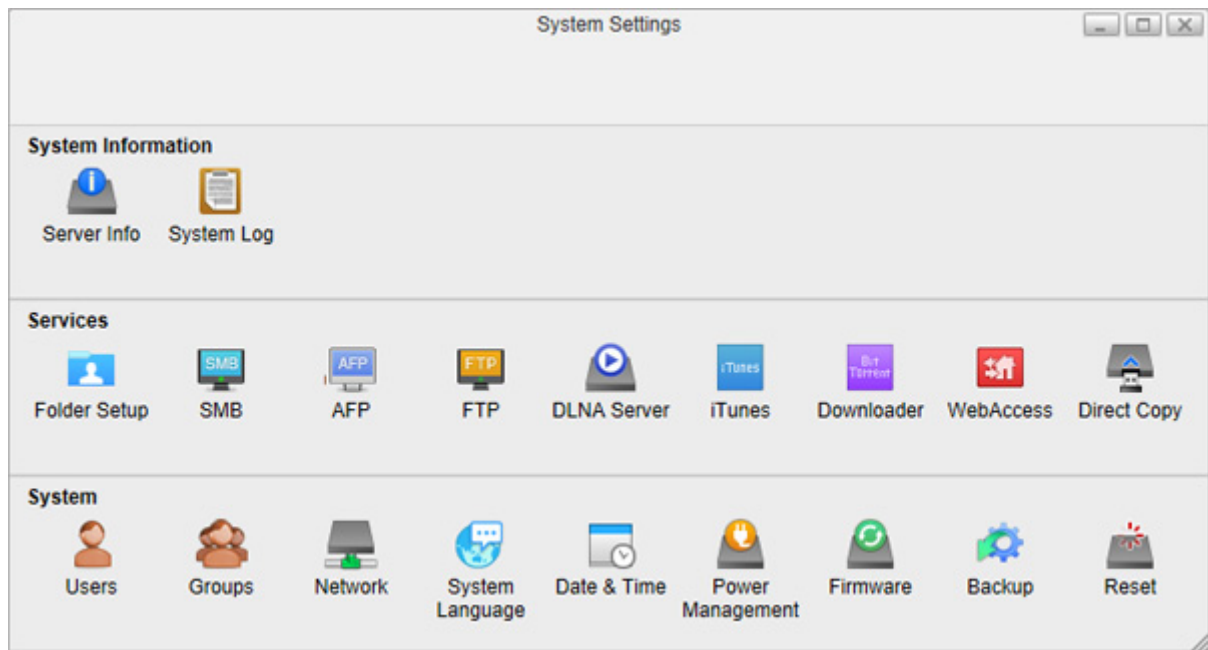 System Settings
System Information
Server Info System Log
Services
SMB AFP FTP iTunes Bit
Torrent
Folder Setup SMB AFP FTP DLNA Server iTunes Downloader WebAccess Direct Copy
System
Users Groups Network System Date & Time Power Firmware Backup Reset
Language Management